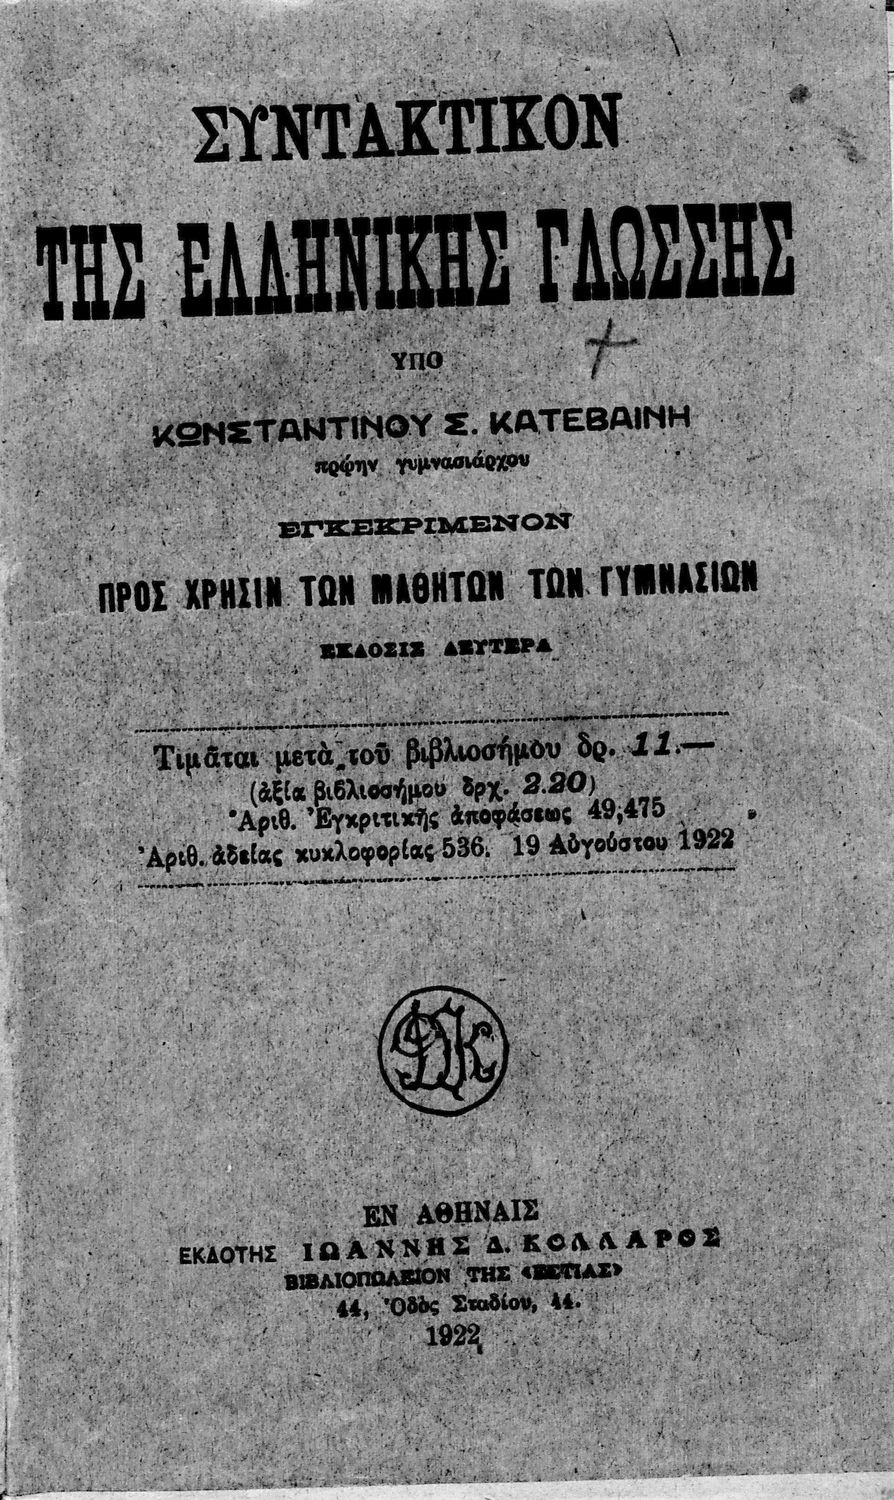 ΣΥΝΤΑΚΤΙΚΟΝ
ΤΗΣ ΕΛΛΗΝΙΚΗΣ ΓΛΩΣΣΗΣ
ΥΠΟ
ΚΩΝΣΤΑΝΤΙΝΟΥ Σ. ΚΑΤΕΒΑΙΝΗ
πρώην γυμνασιάρχου
ΕΓΚΕΚΡΙΜΕΝΟΝ
ΠΡΟΣ ΧΡΗΣΙΝ ΤΩΝ ΜΑΘΗΤΩΝ ΤΩΝ ΓΥΜΝΑΣΙΩΝ
ΕΚΔΟΣΙΣ ΔΕΥΤΕΡΑ
Τιμᾶται μετὰ τοῦ βιβλιοσήμου δρ. 11.—
(ἀξία βιβλιοσήμου δρχ. 2.20)
Ἀριθ. Ἐγκριτικῆς ἀποφάσεως 49,475
Ἀριθ. ἀδείας κυκλοφορίας 536. 19 Αὐγούστου 1922
ΙΔΚ
ΕΝ ΑΘΗΝΑΙΣ
ΕΚΔΟΤΗΣ ΙΩΑΝΝΗΣ Δ. ΚΟΛΛΑΡΟΣ
ΒΙΒΛΙΟΠΩΛΕΙΟΝ ΤΗΣ «ΕΣΤΙΑΣ»
44, Ὁδὸς Σταδίου, 44.
1922